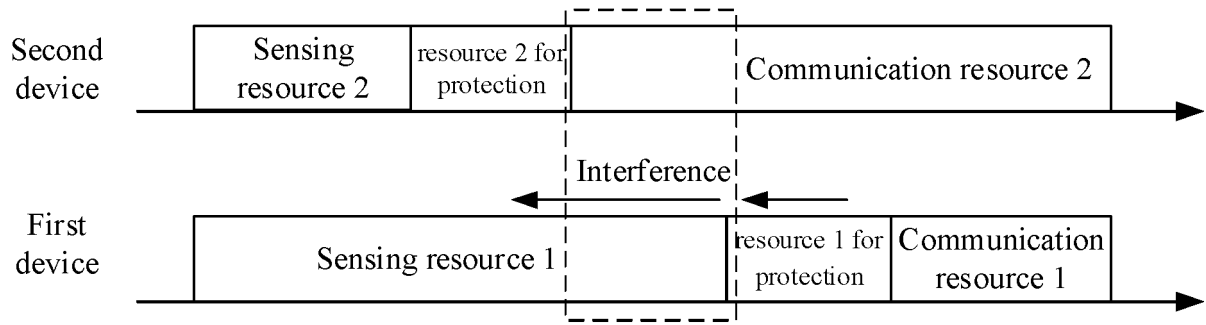 Second
device
Sensing
resource 2
resource 2 for
protection
Communication resource 2
Interference
First
device
Sensing resource 1
resource 1 for
protection
Communication
resource 1